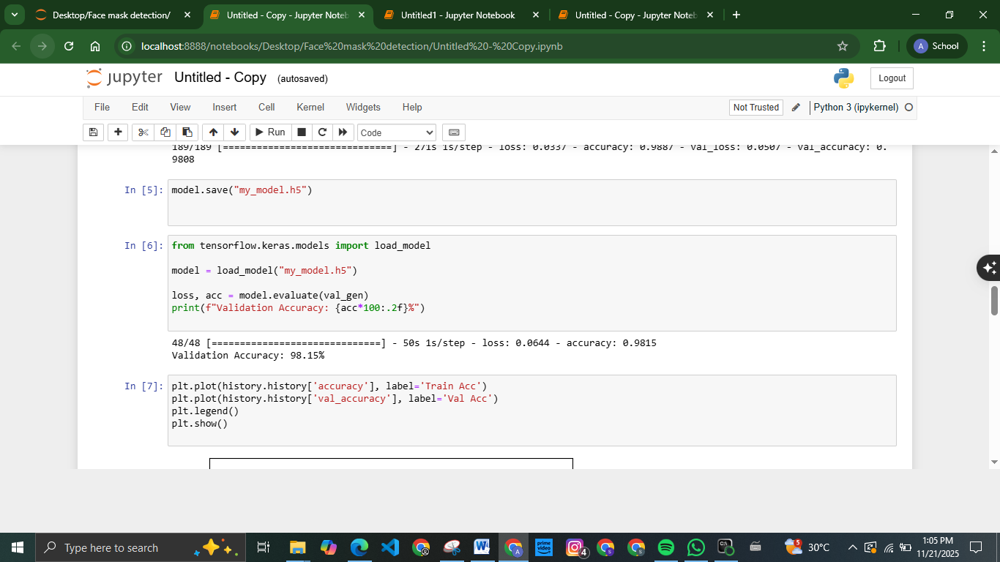 Desktop/Face mask detection/
Untitled - Copy - Jupyter Noteb
Untitled1 - Jupyter Notebook
Untitled - Copy - Jupyter Noteb
localhost:8888/notebooks/Desktop/Face%20mask%20detection/Untitled%20-%20Copy.ipynb
A School
jupyter Untitled - Copy (autosaved)
Logout
File Edit View Insert Cell Kernel Widgets Help
Not Trusted
Python 3 (ipykernel)
Run
Code
189/189 [==============================] - 271s 1s/step - loss: 0.0337 - accuracy: 0.9887 - val_loss: 0.0507 - val_accuracy: 0.
9808
In [5]: model.save("my_model.h5")
In [6]: from tensorflow.keras.models import load_model
model = load_model("my_model.h5")
loss, acc = model.evaluate(val_gen)
print(f"Validation Accuracy: {acc*100:.2f}%")
48/48 [==============================] - 50s 1s/step - loss: 0.0644 - accuracy: 0.9815
Validation Accuracy: 98.15%
In [7]: plt.plot(history.history['accuracy'], label='Train Acc')
plt.plot(history.history['val_accuracy'], label='Val Acc')
plt.legend()
plt.show()
Type here to search
prime video
4
5
30°C
1:05 PM
11/21/2025